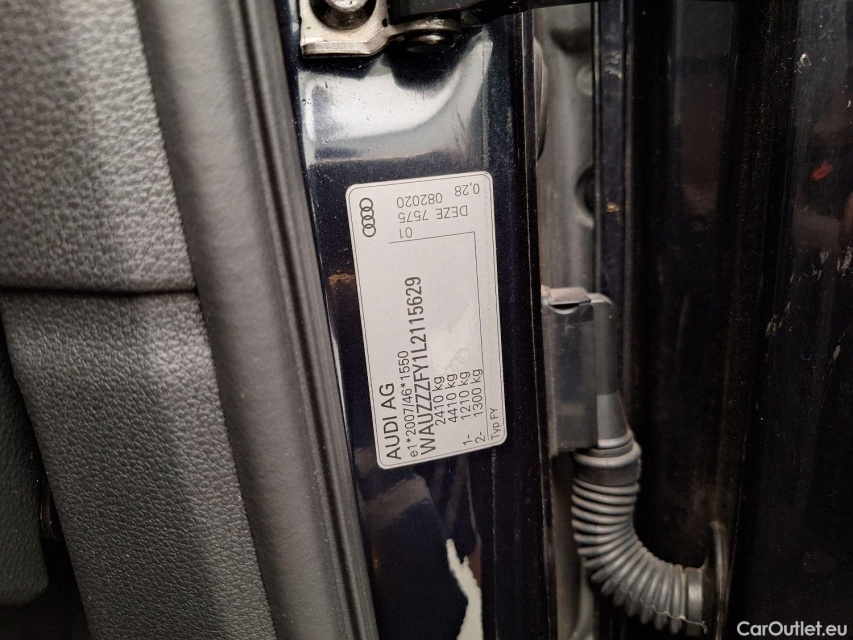 AUDI AG
e1*2007/46*1550
WAUZZZFY1L2115629
2410 kg
4410 kg
1- 1210 kg
2- 1300 kg
Typ FY
01
DEZE 7575
0,28 082020
CarOutlet.eu